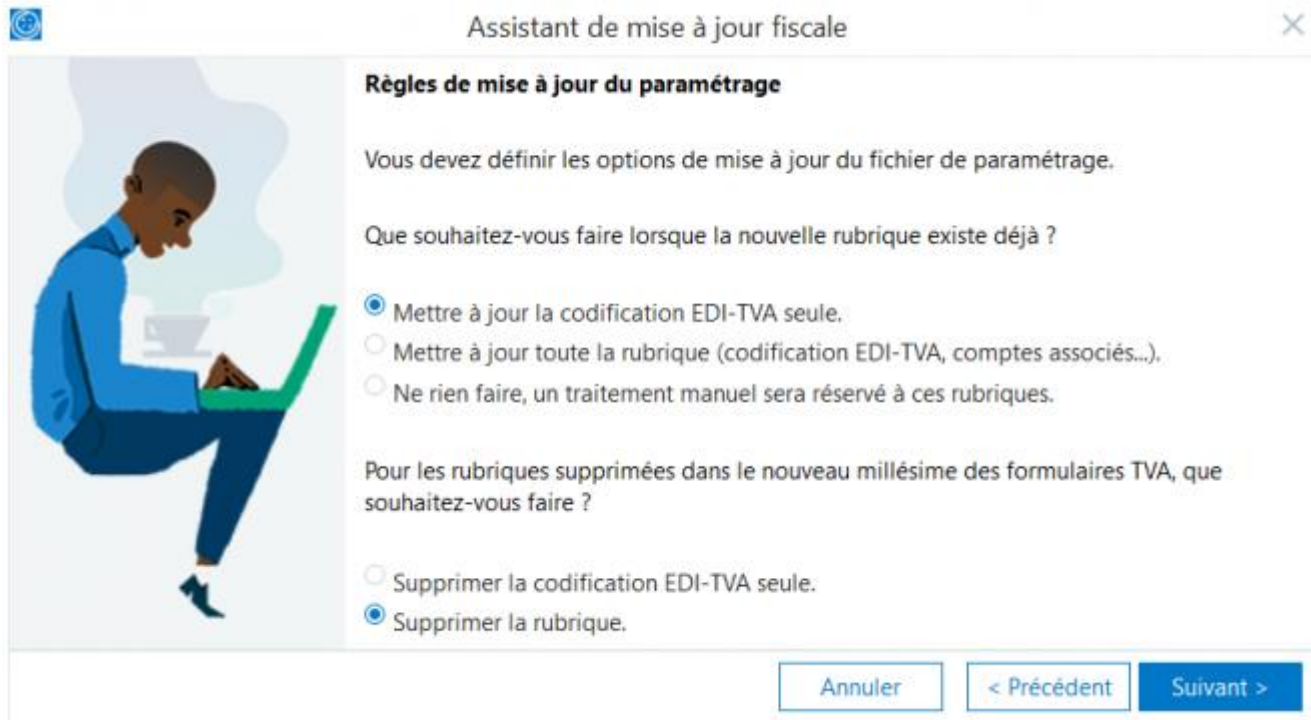 Assistant de mise à jour fiscale
Règles de mise à jour du paramétrage
Vous devez définir les options de mise à jour du fichier de paramétrage.
Que souhaitez-vous faire lorsque la nouvelle rubrique existe déjà ?
Mettre à jour la codification EDI-TVA seule.
Mettre à jour toute la rubrique (codification EDI-TVA, comptes associés...).
Ne rien faire, un traitement manuel sera réservé à ces rubriques.
Pour les rubriques supprimées dans le nouveau millésime des formulaires TVA, que
souhaitez-vous faire ?
Supprimer la codification EDI-TVA seule.
Supprimer la rubrique.
Annuler
< Précédent
Suivant >